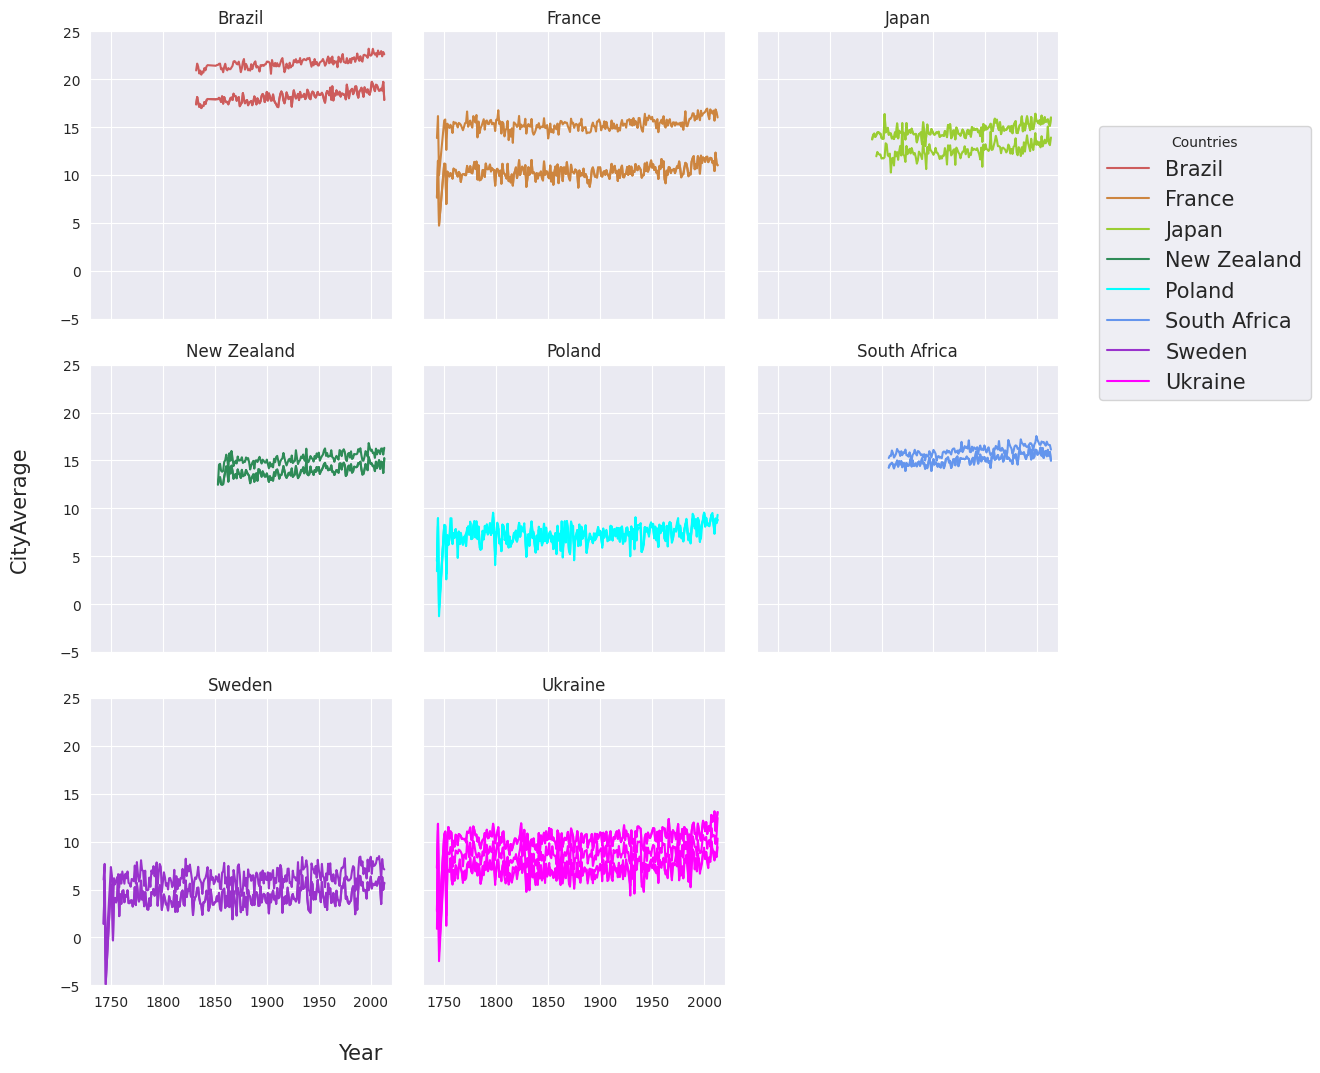 Brazil
France
Japan
25
20
15
10
5
0
−5
Countries
Brazil
France
Japan
New Zealand
Poland
South Africa
Sweden
Ukraine
New Zealand
Poland
South Africa
25
20
15
10
5
0
−5
CityAverage
Sweden
Ukraine
25
20
15
10
5
0
−5
1750 1800 1850 1900 1950 2000
1750 1800 1850 1900 1950 2000
Year